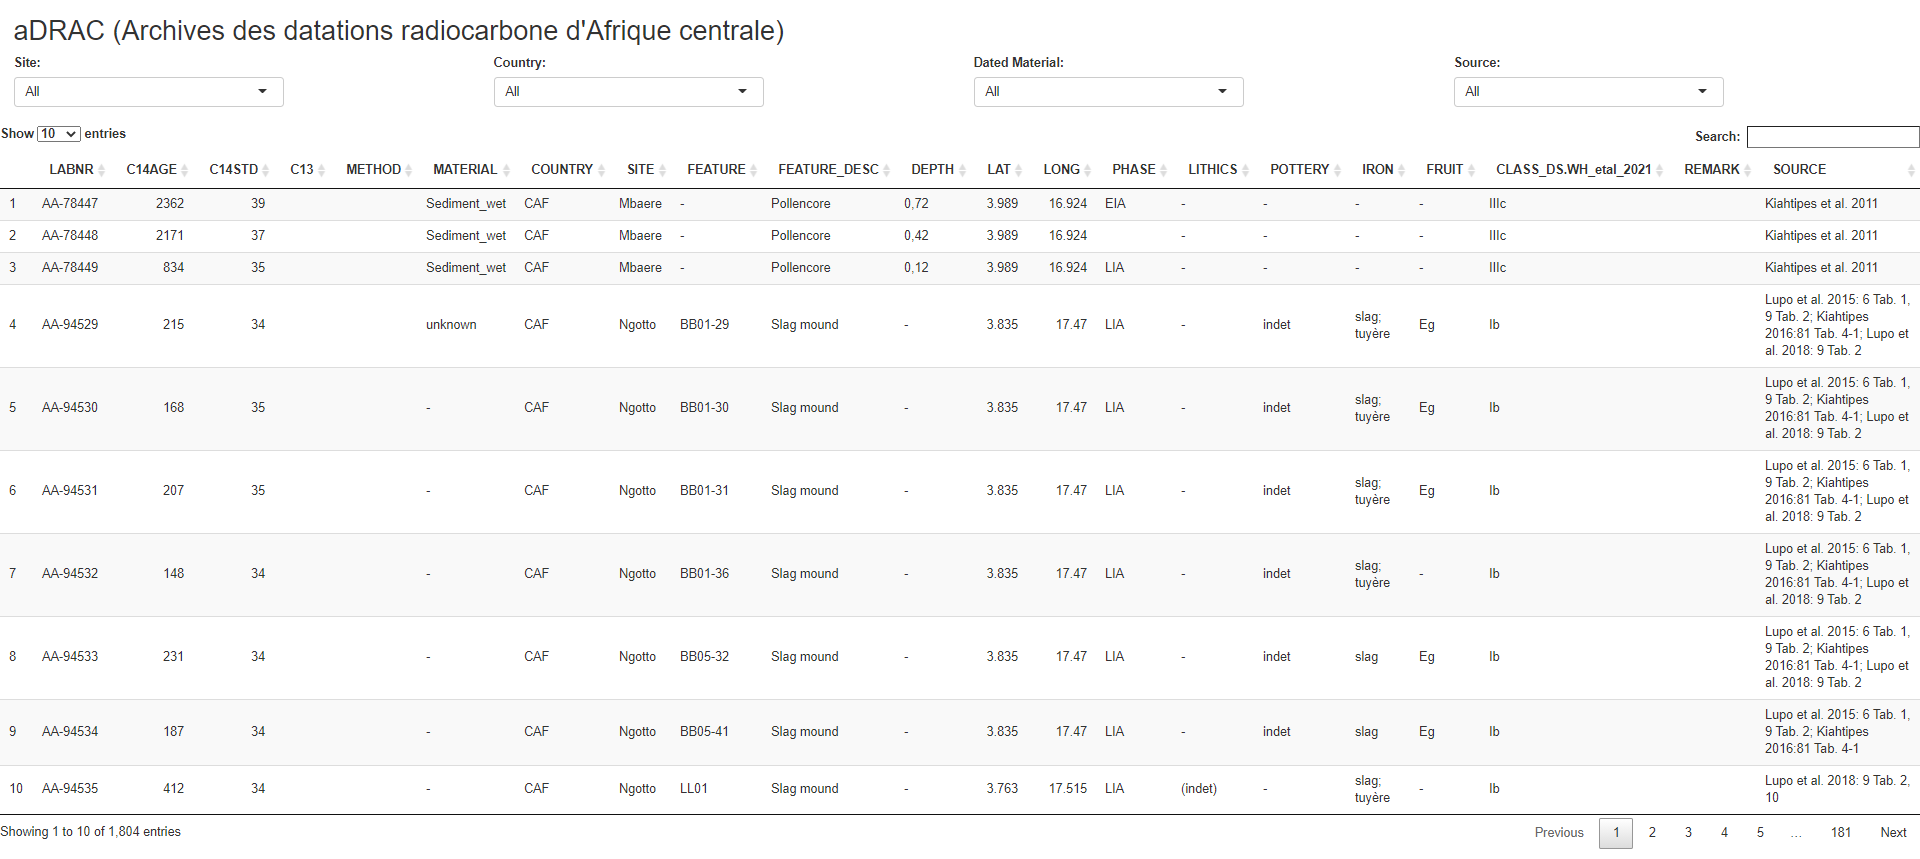 aDRAC (Archives des datations radiocarbone d'Afrique centrale)
Site: Country: Dated Material: Source:
All All All All
Show 10 entries Search:
LABNR C14AGE C14STD C13 METHOD MATERIAL COUNTRY SITE FEATURE FEATURE_DESC DEPTH LAT LONG PHASE LITHICS POTTERY IRON FRUIT CLASS_DS.WH_etal_2021 REMARK SOURCE
1 AA-78447 2362 39 Sediment_wet CAF Mbaere - Pollencore 0,72 3.989 16.924 EIA - - - - IIIc Kiahtipes et al. 2011
2 AA-78448 2171 37 Sediment_wet CAF Mbaere - Pollencore 0,42 3.989 16.924 - - - - IIIc Kiahtipes et al. 2011
3 AA-78449 834 35 Sediment_wet CAF Mbaere - Pollencore 0,12 3.989 16.924 LIA - - - - IIIc Kiahtipes et al. 2011
4 AA-94529 215 34 unknown CAF Ngotto BB01-29 Slag mound - 3.835 17.47 LIA - indet slag; tuyère Eg Ib Lupo et al. 2015: 6 Tab. 1,
9 Tab. 2; Kiahtipes
2016:81 Tab. 4-1; Lupo et
al. 2018: 9 Tab. 2
5 AA-94530 168 35 - CAF Ngotto BB01-30 Slag mound - 3.835 17.47 LIA - indet slag; tuyère Eg Ib Lupo et al. 2015: 6 Tab. 1,
9 Tab. 2; Kiahtipes
2016:81 Tab. 4-1; Lupo et
al. 2018: 9 Tab. 2
6 AA-94531 207 35 - CAF Ngotto BB01-31 Slag mound - 3.835 17.47 LIA - indet slag; tuyère Eg Ib Lupo et al. 2015: 6 Tab. 1,
9 Tab. 2; Kiahtipes
2016:81 Tab. 4-1; Lupo et
al. 2018: 9 Tab. 2
7 AA-94532 148 34 - CAF Ngotto BB01-36 Slag mound - 3.835 17.47 LIA - indet slag; tuyère - Ib Lupo et al. 2015: 6 Tab. 1,
9 Tab. 2; Kiahtipes
2016:81 Tab. 4-1; Lupo et
al. 2018: 9 Tab. 2
8 AA-94533 231 34 - CAF Ngotto BB05-32 Slag mound - 3.835 17.47 LIA - indet slag Eg Ib Lupo et al. 2015: 6 Tab. 1,
9 Tab. 2; Kiahtipes
2016:81 Tab. 4-1; Lupo et
al. 2018: 9 Tab. 2
9 AA-94534 187 34 - CAF Ngotto BB05-41 Slag mound - 3.835 17.47 LIA - indet slag Eg Ib Lupo et al. 2015: 6 Tab. 1,
9 Tab. 2; Kiahtipes
2016:81 Tab. 4-1
10 AA-94535 412 34 - CAF Ngotto LL01 Slag mound - 3.763 17.515 LIA (indet) - slag; tuyère - Ib Lupo et al. 2018: 9 Tab. 2,
10
Showing 1 to 10 of 1,804 entries Previous 1 2 3 4 5 … 181 Next